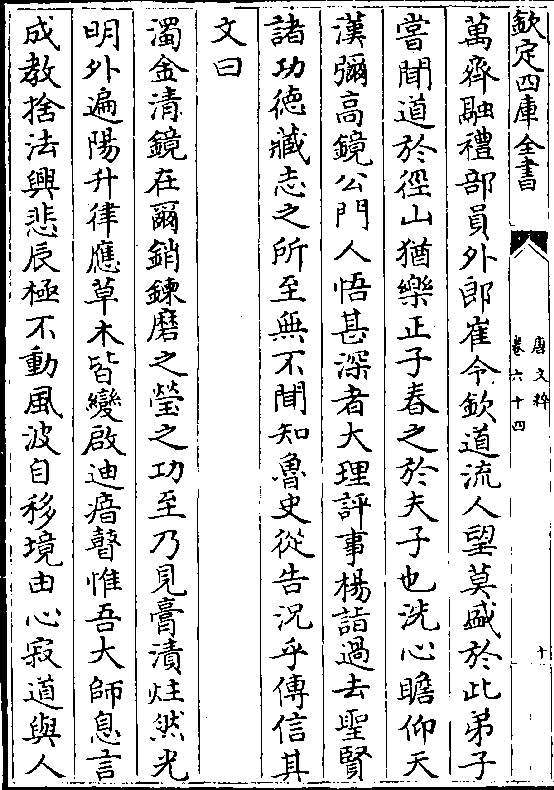 欽定四庫全書
唐文粹
卷六十四
十
萬齊融禮部員外郎崔令欽道流人望莫盛於此弟子
嘗聞道於徑山猶樂正子春之於夫子也洗心瞻仰天
漢彌高鏡公門人悟甚深者大理評事楊詣過去聖賢
諸功德藏志之所至無不聞知魯史從告況乎傳信其
文曰
濁金清鏡在爾銷鍊磨之瑩之功至乃見膏漬炷然光
明外遍陽升律應草木皆變啟迪瘖聾惟吾大師息言
成教捨法興悲辰極不動風波自移境由心寂道與人